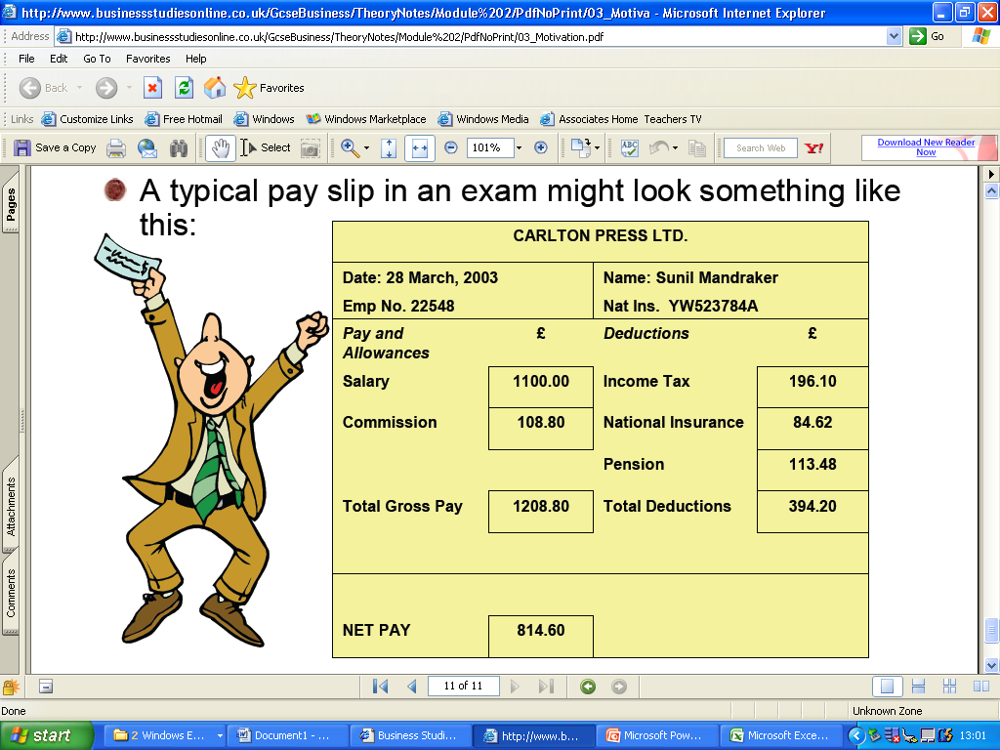 http://www.businessstudiesonline.co.uk/GcseBusiness/TheoryNotes/Module%202/PdfNoPrint/03_Motiva - Microsoft Internet Explorer
Address http://www.businessstudiesonline.co.uk/GcseBusiness/TheoryNotes/Module%202/PdfNoPrint/03_Motivation.pdf Go
File Edit Go To Favorites Help
Back Favorites
Links Customize Links Free Hotmail Windows Windows Marketplace Windows Media Associates Home Teachers TV
Save a Copy Select 101% Search Web Y! Download New Reader
Now
Pages
A typical pay slip in an exam might look something like
this:
CARLTON PRESS LTD.
Date: 28 March, 2003 Name: Sunil Mandraker
Emp No. 22548 Nat Ins. YW523784A
Pay and £ Deductions £
Allowances
Salary 1100.00 Income Tax 196.10
Commission 108.80 National Insurance 84.62
Pension 113.48
Attachments
Total Gross Pay 1208.80 Total Deductions 394.20
Comments
NET PAY 814.60
11 of 11
Done Unknown Zone
start 2 Windows E... Document1 - ... Business Studi... http://www.b... Microsoft Pow... Microsoft Exce... 13:01